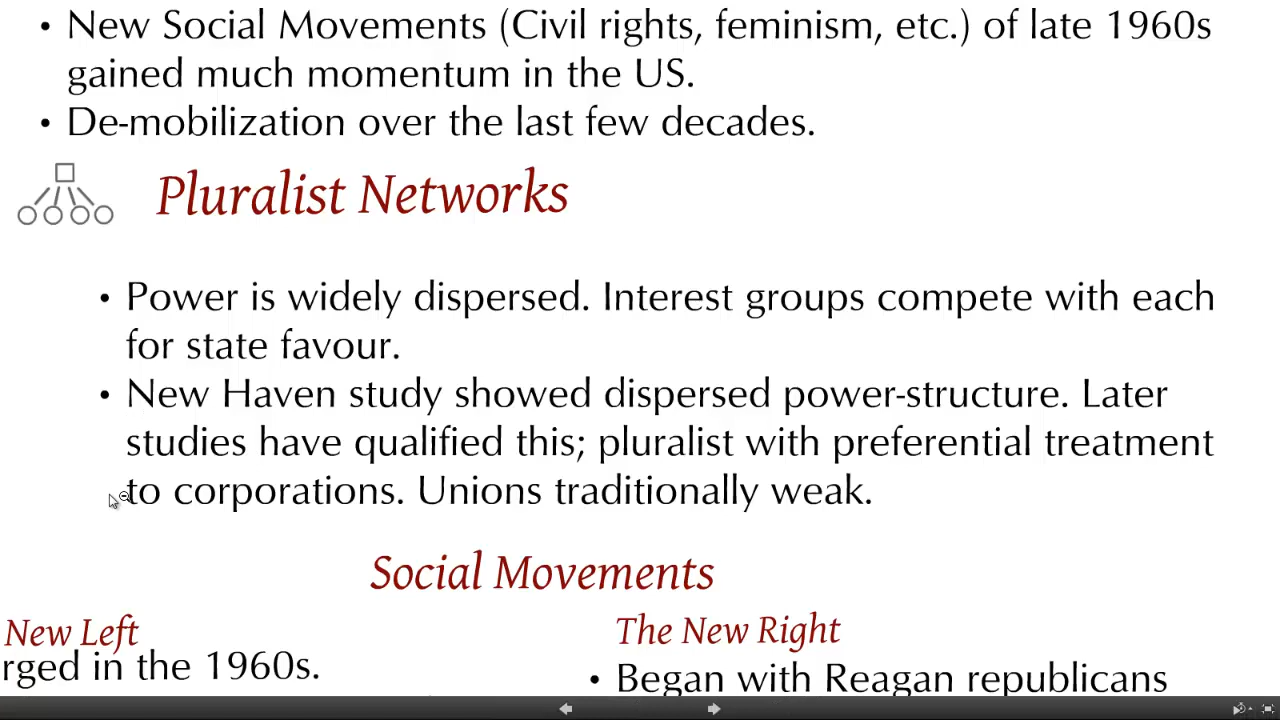 • New Social Movements (Civil rights, feminism, etc.) of late 1960s
gained much momentum in the US.
• De-mobilization over the last few decades.
Pluralist Networks
• Power is widely dispersed. Interest groups compete with each
for state favour.
• New Haven study showed dispersed power-structure. Later
studies have qualified this; pluralist with preferential treatment
to corporations. Unions traditionally weak.
Social Movements
New Left
rged in the 1960s.
The New Right
• Began with Reagan republicans